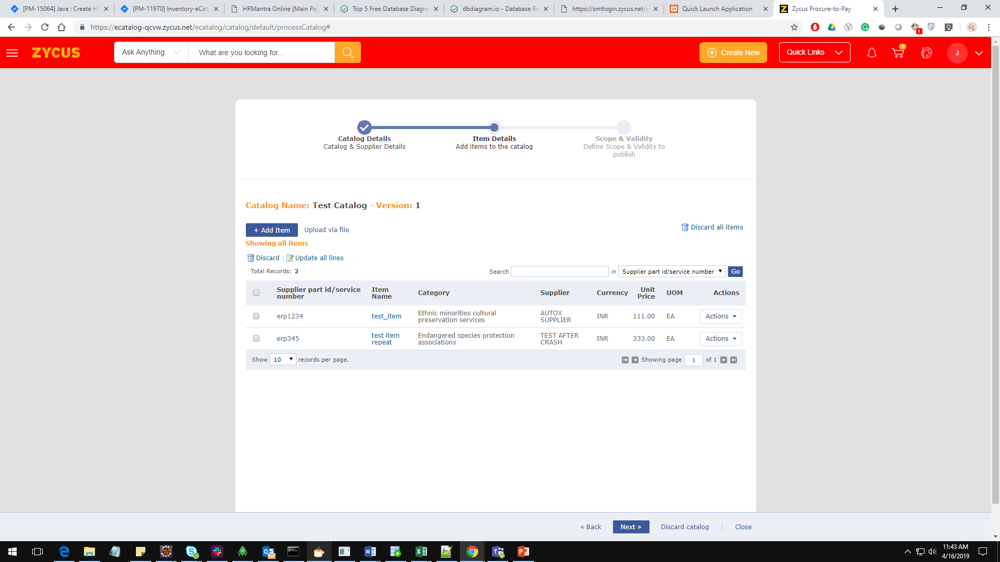 [PM-15064] Java : Create HT
[PM-11970] Inventory-eCat
HRMantra Online [Main Pag
Top 5 Free Database Diagra
dbdiagram.io - Database Re
https://smtlogin.zycus.net/s
Quick Launch Application
Zycus Procure-to-Pay
https://ecatalog-qcvw.zycus.net/ecatalog/catalog/default/processCatalog#
ZYCUS
Ask Anything
What are you looking for...
Create New
Quick Links
1
J
Catalog Details
Catalog & Supplier Details
Item Details
Add items to the catalog
Scope & Validity
Define Scope & Validity to
publish
Catalog Name: Test Catalog - Version: 1
+ Add Item
Upload via file
Discard all items
Showing all items
Discard | Update all lines
Total Records: 2
Search in Supplier part id/service number Go
Supplier part id/service number Item Name Category Supplier Currency Unit Price UOM Actions
erp1234 test_item Ethnic minorities cultural preservation services AUTOX SUPPLIER INR 111.00 EA Actions
erp345 test item repeat Endangered species protection associations TEST AFTER CRASH INR 333.00 EA Actions
Show 10 records per page.
Showing page 1 of 1
« Back
Next »
Discard catalog
|
Close
11:43 AM
4/16/2019